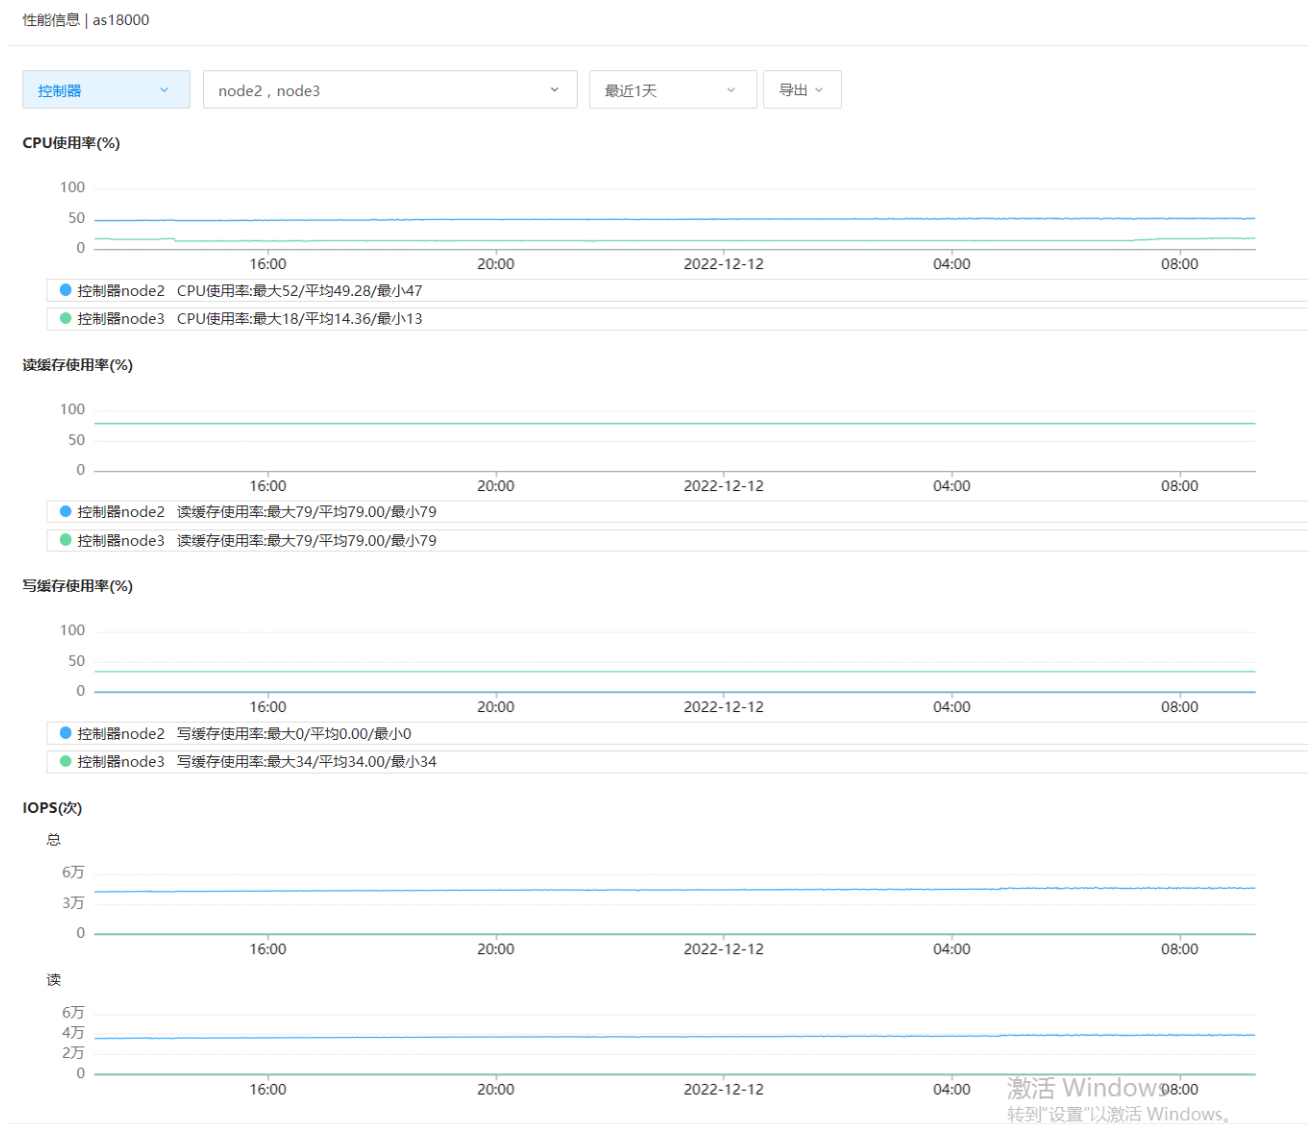 性能信息 | as18000
控制器 node2，node3 最近1天 导出
CPU使用率(%)
100
50
0
16:00 20:00 2022-12-12 04:00 08:00
控制器node2 CPU使用率:最大52/平均49.28/最小47
控制器node3 CPU使用率:最大18/平均14.36/最小13
读缓存使用率(%)
100
50
0
16:00 20:00 2022-12-12 04:00 08:00
控制器node2 读缓存使用率:最大79/平均79.00/最小79
控制器node3 读缓存使用率:最大79/平均79.00/最小79
写缓存使用率(%)
100
50
0
16:00 20:00 2022-12-12 04:00 08:00
控制器node2 写缓存使用率:最大0/平均0.00/最小0
控制器node3 写缓存使用率:最大34/平均34.00/最小34
IOPS(次)
总
6万
3万
0
16:00 20:00 2022-12-12 04:00 08:00
读
6万
4万
2万
0
16:00 20:00 2022-12-12 04:00 08:00
激活 Windows
转到"设置"以激活 Windows。